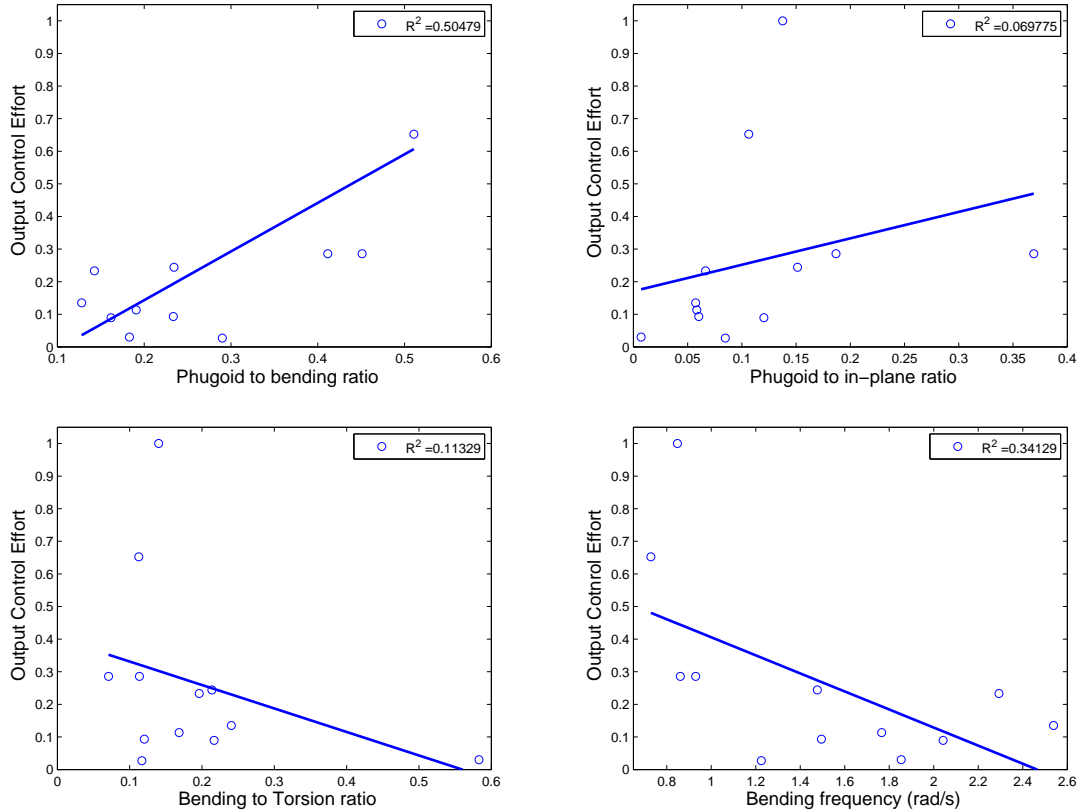 R² =0.50479
1
0.9
0.8
0.7
0.6
0.5
0.4
0.3
0.2
0.1
0
Output Control Effort
0.1 0.2 0.3 0.4 0.5 0.6
Phugoid to bending ratio
R² =0.069775
1
0.9
0.8
0.7
0.6
0.5
0.4
0.3
0.2
0.1
0
Output Control Effort
0 0.05 0.1 0.15 0.2 0.25 0.3 0.35 0.4
Phugoid to in−plane ratio
R² =0.11329
1
0.9
0.8
0.7
0.6
0.5
0.4
0.3
0.2
0.1
0
Output Control Effort
0 0.1 0.2 0.3 0.4 0.5 0.6
Bending to Torsion ratio
R² =0.34129
1
0.9
0.8
0.7
0.6
0.5
0.4
0.3
0.2
0.1
0
Output Cotnrol Effort
0.8 1 1.2 1.4 1.6 1.8 2 2.2 2.4 2.6
Bending frequency (rad/s)